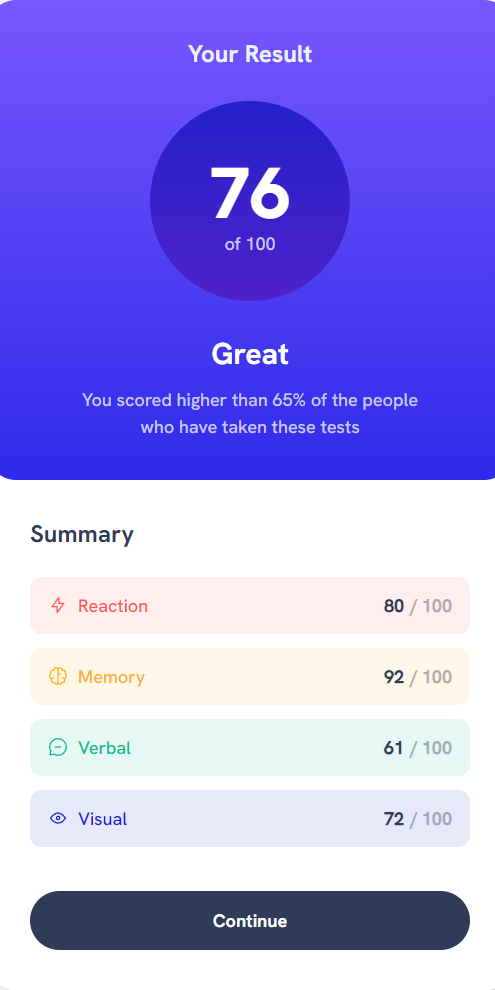 Your Result
76
of 100
Great
You scored higher than 65% of the people
who have taken these tests
Summary
Reaction 80 / 100
Memory 92 / 100
Verbal 61 / 100
Visual 72 / 100
Continue